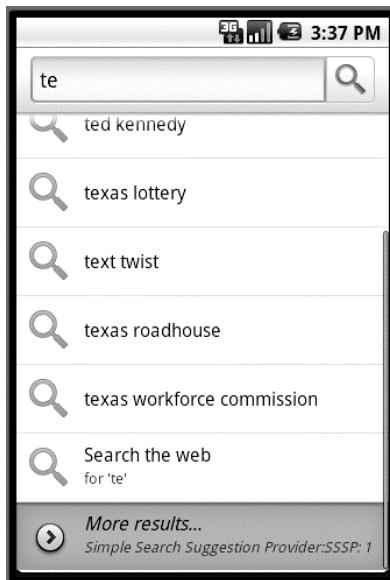 3G 3:37 PM
te
ted kennedy
texas lottery
text twist
texas roadhouse
texas workforce commission
Search the web
for 'te'
More results...
Simple Search Suggestion Provider:SSSP: 1